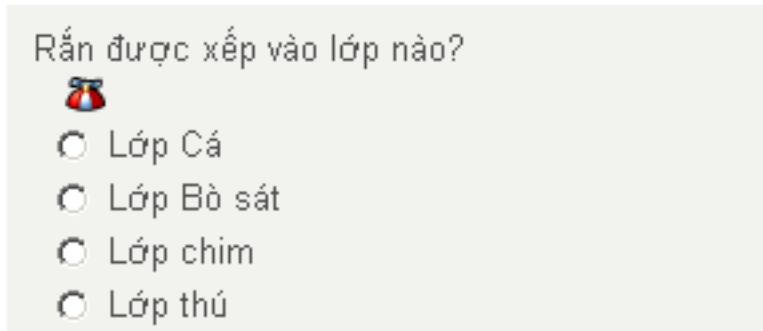 Rắn được xếp vào lớp nào?
Lớp Cá
Lớp Bò sát
Lớp chim
Lớp thú